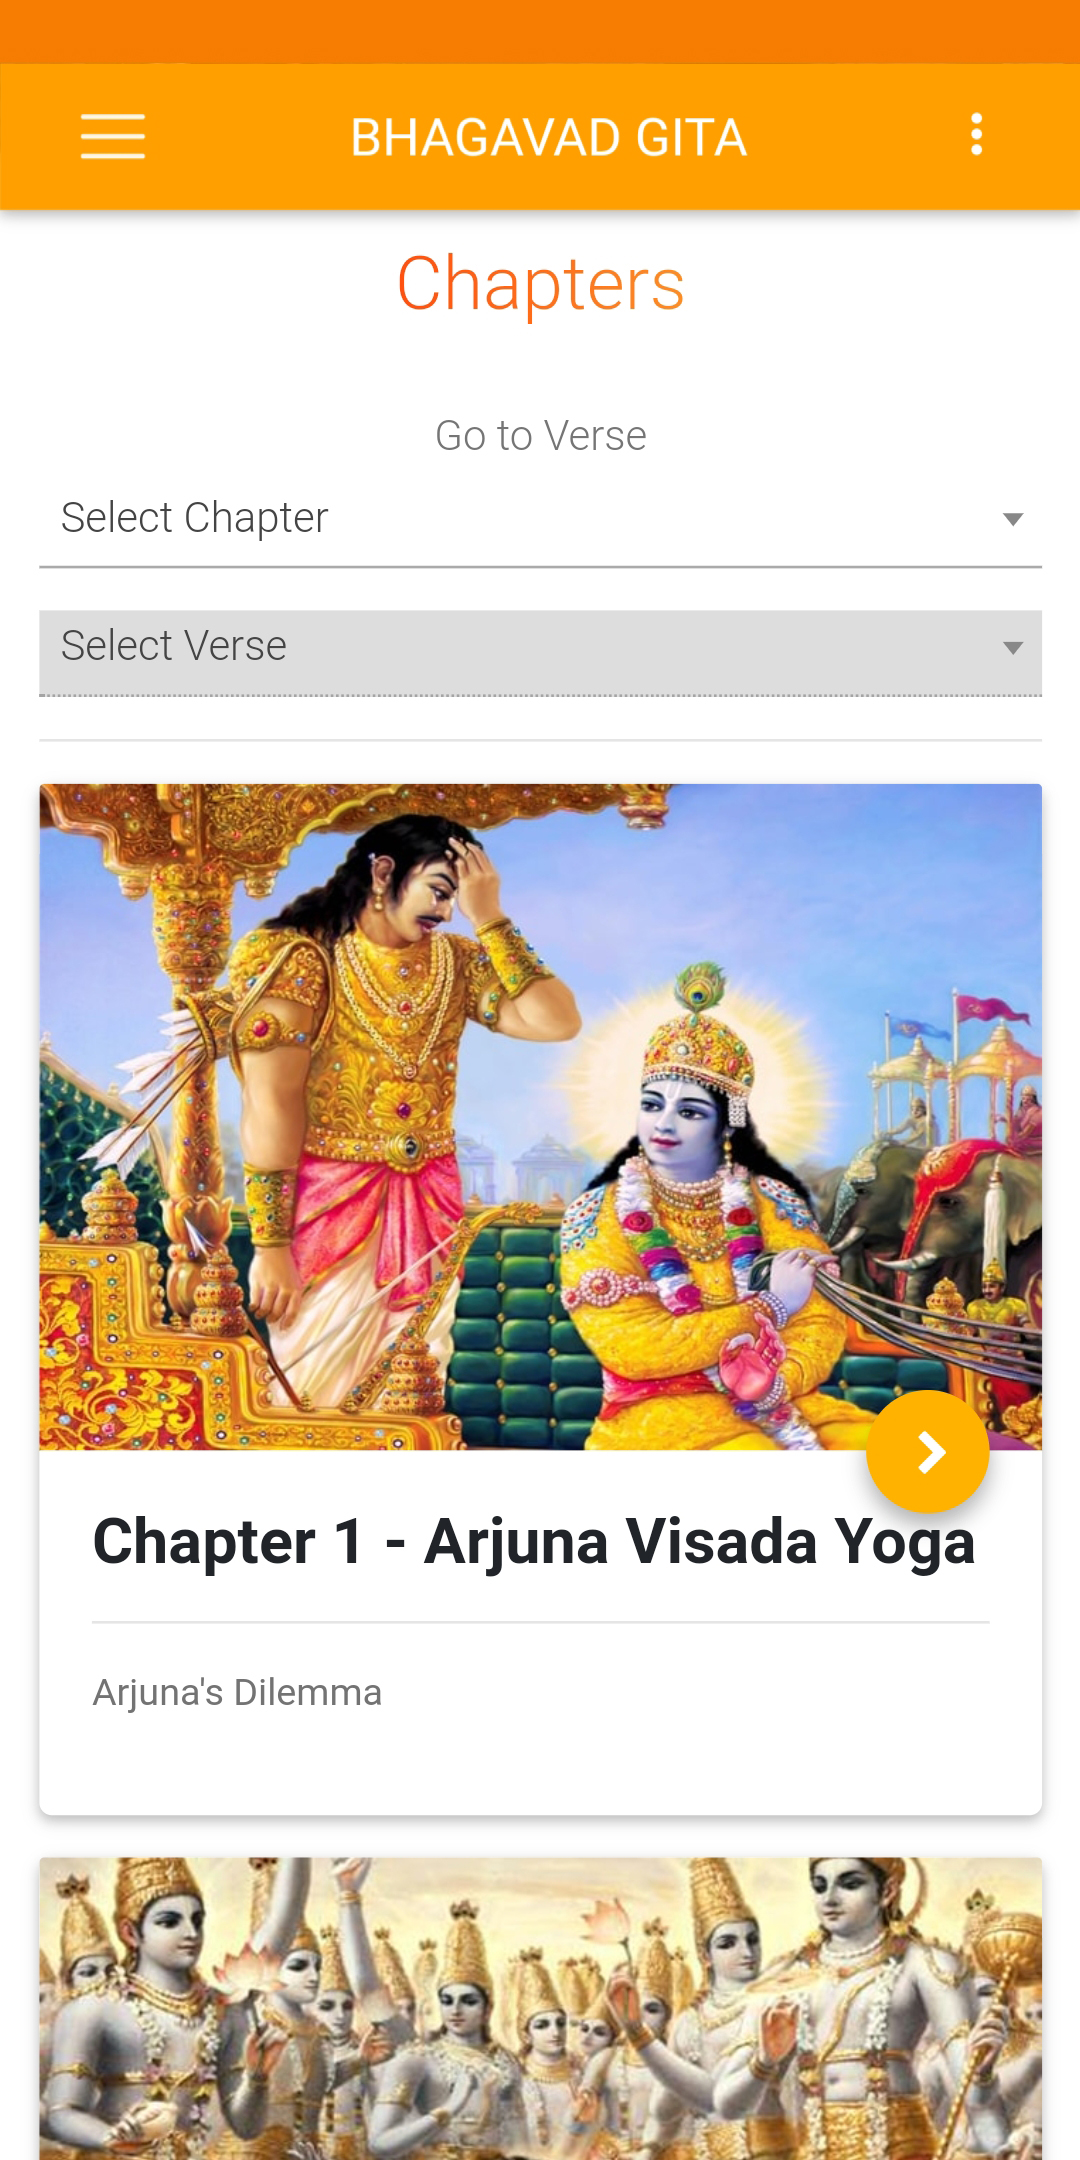 BHAGAVAD GITA
Chapters
Go to Verse
Select Chapter
Select Verse
Chapter 1 - Arjuna Visada Yoga
Arjuna's Dilemma